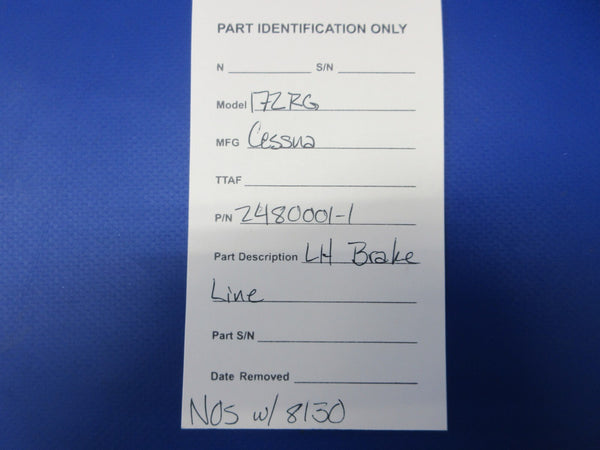 PART IDENTIFICATION ONLY
N S/N
Model 172RG
MFG Cessna
TTAF
P/N 2480001-1
Part Description LH Brake
Line
Part S/N
Date Removed
NOS w/ 8130